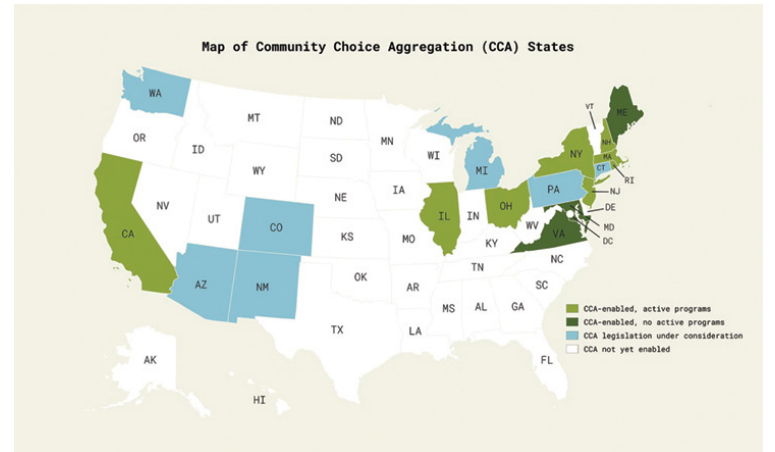 Map of Community Choice Aggregation (CCA) States
WA
MT
ND
OR
ID
MN
SD
WI
WY
MI
NY
VT
ME
NH
MA
CT
RI
NJ
PA
IA
NE
NV
UT
CO
IL
IN
OH
DE
MD
DC
WV
VA
CA
KS
MO
KY
NC
TN
AZ
NM
OK
AR
SC
MS
AL
GA
TX
LA
FL
AK
HI
CCA-enabled, active programs
CCA-enabled, no active programs
CCA legislation under consideration
CCA not yet enabled